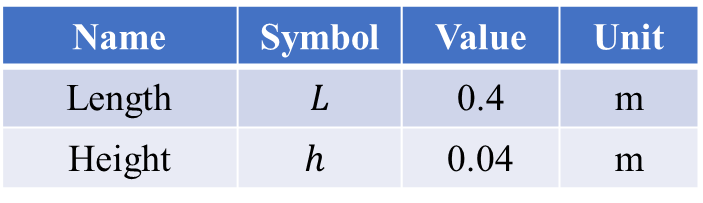 Name Symbol Value Unit
Length L 0.4 m
Height h 0.04 m